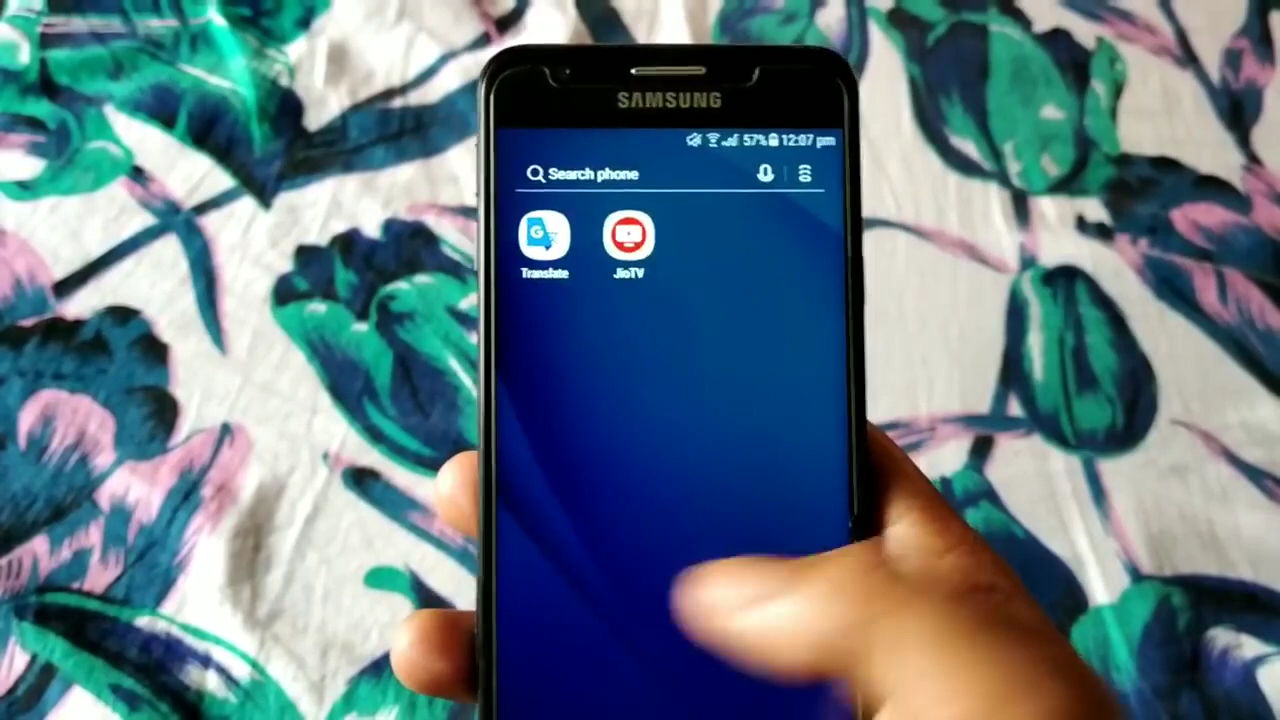 SAMSUNG
57% 12:07 pm
Search phone
G
Translate
JioTV